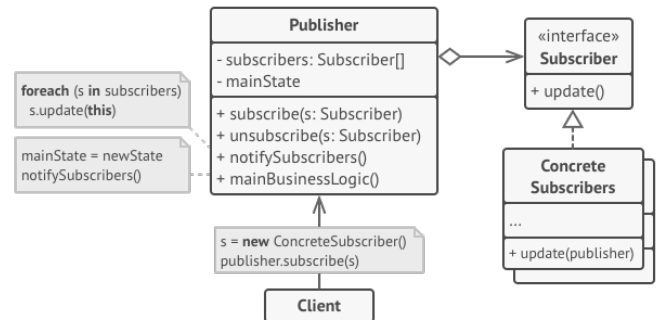 Publisher
- subscribers: Subscriber[]
- mainState
+ subscribe(s: Subscriber)
+ unsubscribe(s: Subscriber)
+ notifySubscribers()
+ mainBusinessLogic()
foreach (s in subscribers)
s.update(this)
mainState = newState
notifySubscribers()
«interface»
Subscriber
+ update()
Concrete
Subscribers
...
+ update(publisher)
s = new ConcreteSubscriber()
publisher.subscribe(s)
Client